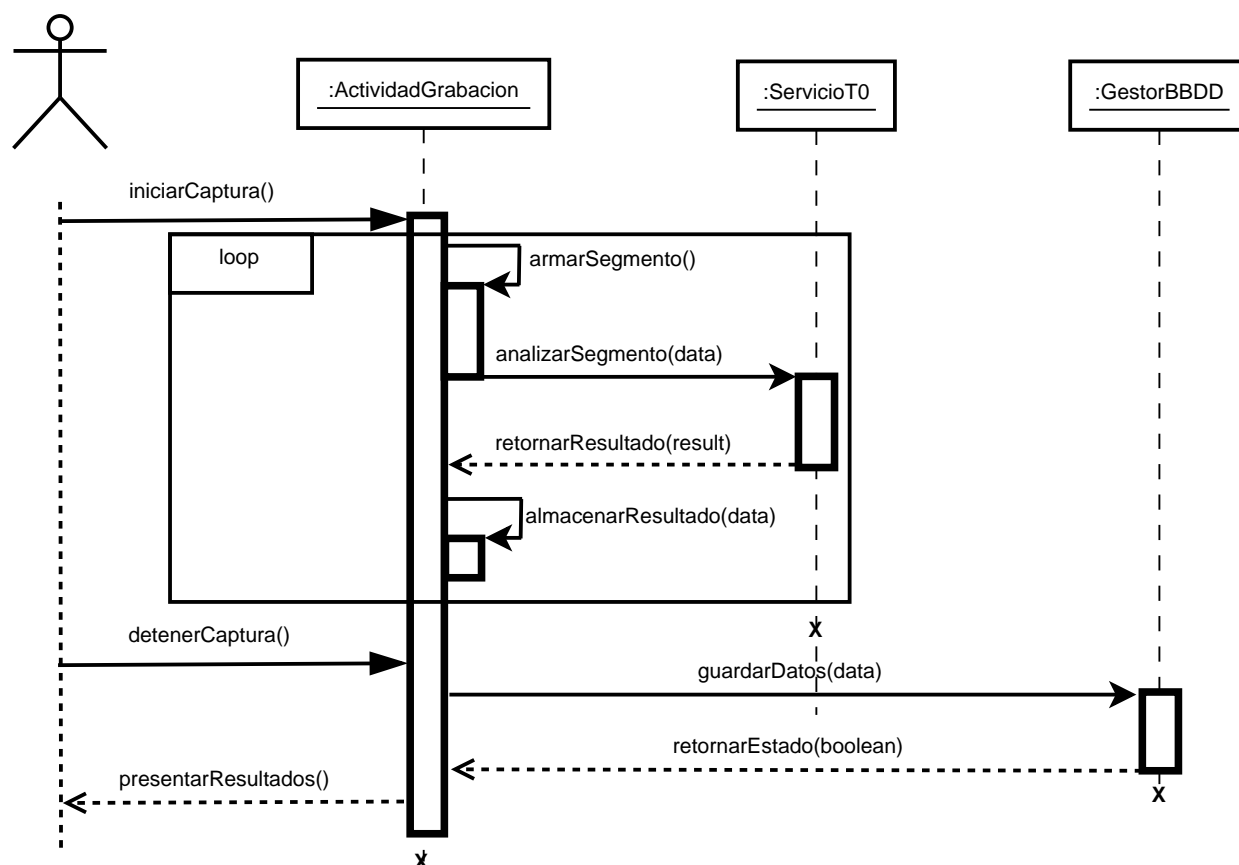 :ActividadGrabacion
:ServicioT0
:GestorBBDD
iniciarCaptura()
loop
armarSegmento()
analizarSegmento(data)
retornarResultado(result)
almacenarResultado(data)
X
detenerCaptura()
guardarDatos(data)
retornarEstado(boolean)
presentarResultados()
X
X